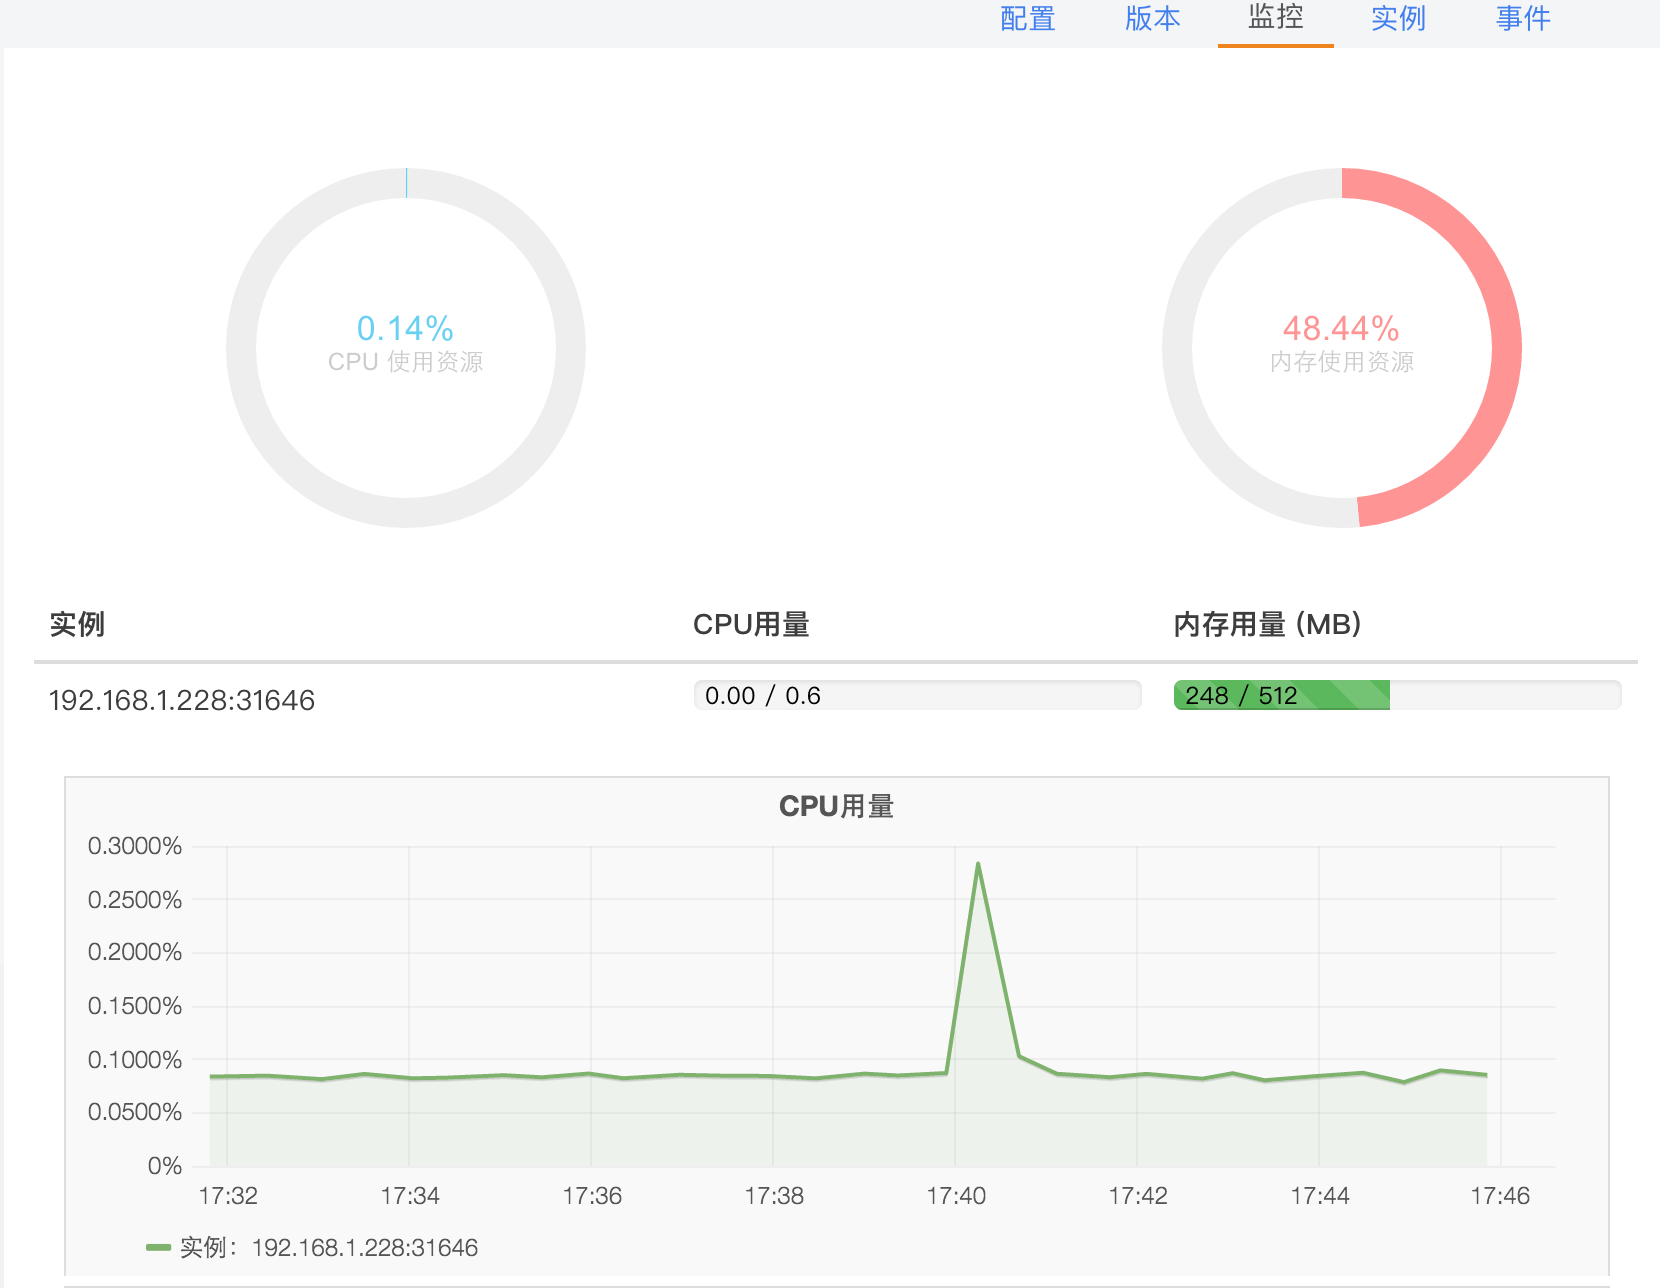 配置 版本 监控 实例 事件
0.14%
CPU 使用资源
48.44%
内存使用资源
实例 CPU用量 内存用量 (MB)
192.168.1.228:31646 0.00 / 0.6 248 / 512
CPU用量
0.3000%
0.2500%
0.2000%
0.1500%
0.1000%
0.0500%
0%
17:32 17:34 17:36 17:38 17:40 17:42 17:44 17:46
实例：192.168.1.228:31646